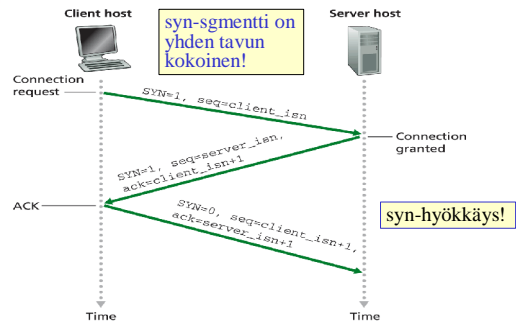 Client host
Server host
syn-sgmentti on
yhden tavun
kokoinen!
Connection
request
SYN=1, seq=client_isn
Connection
granted
SYN=1, seq=server_isn,
ack=client_isn+1
ACK
SYN=0, seq=client_isn+1,
ack=server_isn+1
syn-hyökkäys!
Time
Time